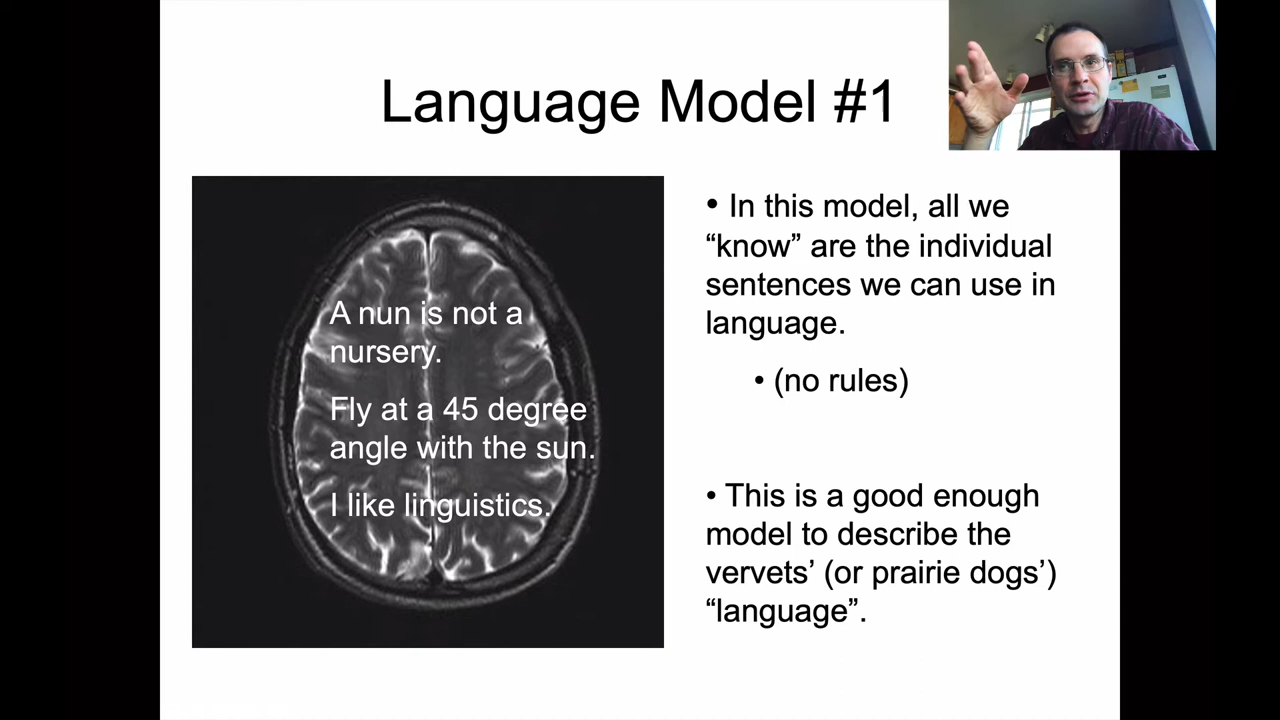 Language Model #1
A nun is not a
nursery.
Fly at a 45 degree
angle with the sun.
I like linguistics.
• In this model, all we
“know” are the individual
sentences we can use in
language.
• (no rules)
• This is a good enough
model to describe the
vervets’ (or prairie dogs’)
“language”.